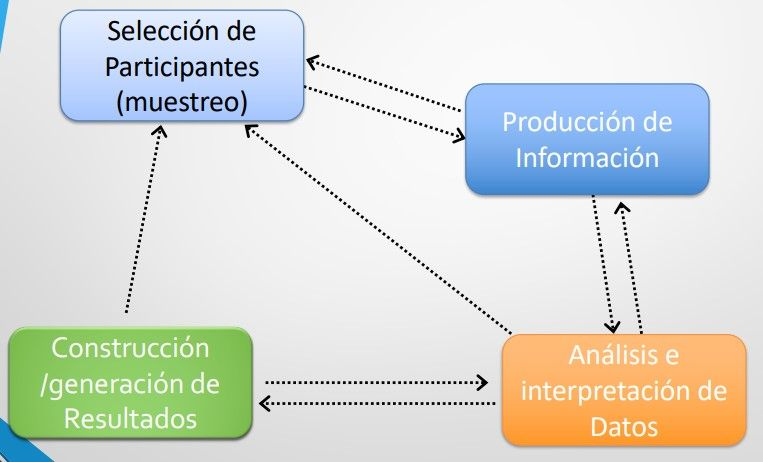 Selección de
Participantes
(muestreo)
Producción de
Información
Construcción
/generación de
Resultados
Análisis e
interpretación de
Datos